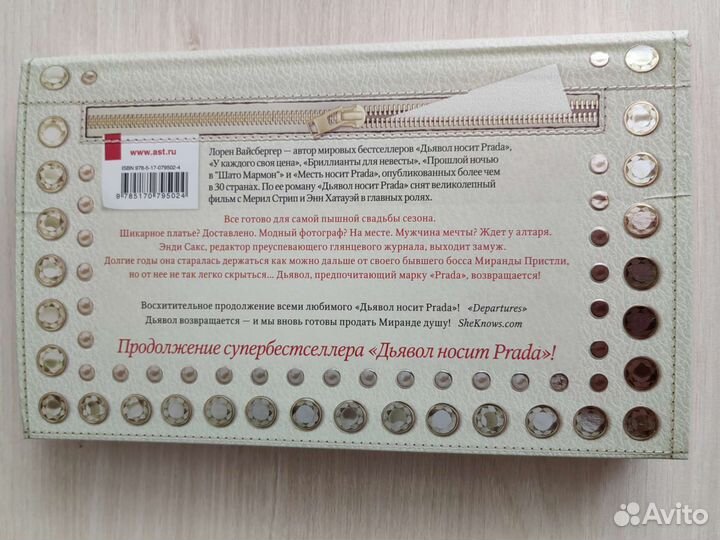 www.ast.ru
ISBN 978-5-17-079502-4
9 785170 795024
Лорен Вайсбергер — автор мировых бестселлеров «Дьявол носит Prada»,
«У каждого своя цена», «Бриллианты для невесты», «Прошлой ночью
в "Шато Мармон"» и «Месть носит Prada», опубликованных более чем
в 30 странах. По ее роману «Дьявол носит Prada» снят великолепный
фильм с Мерил Стрип и Энн Хатауэй в главных ролях.
Все готово для самой пышной свадьбы сезона.
Шикарное платье? Доставлено. Модный фотограф? На месте. Мужчина мечты? Ждет у алтаря.
Энди Сакс, редактор преуспевающего глянцевого журнала, выходит замуж.
Долгие годы она старалась держаться как можно дальше от своего бывшего босса Миранды Пристли,
но от нее не так легко скрыться... Дьявол, предпочитающий марку «Prada», возвращается!
Восхитительное продолжение всеми любимого «Дьявол носит Prada»! «Departures»
Дьявол возвращается — и мы вновь готовы продать Миранде душу! SheKnows.com
Продолжение супербестселлера «Дьявол носит Prada»!
Avito